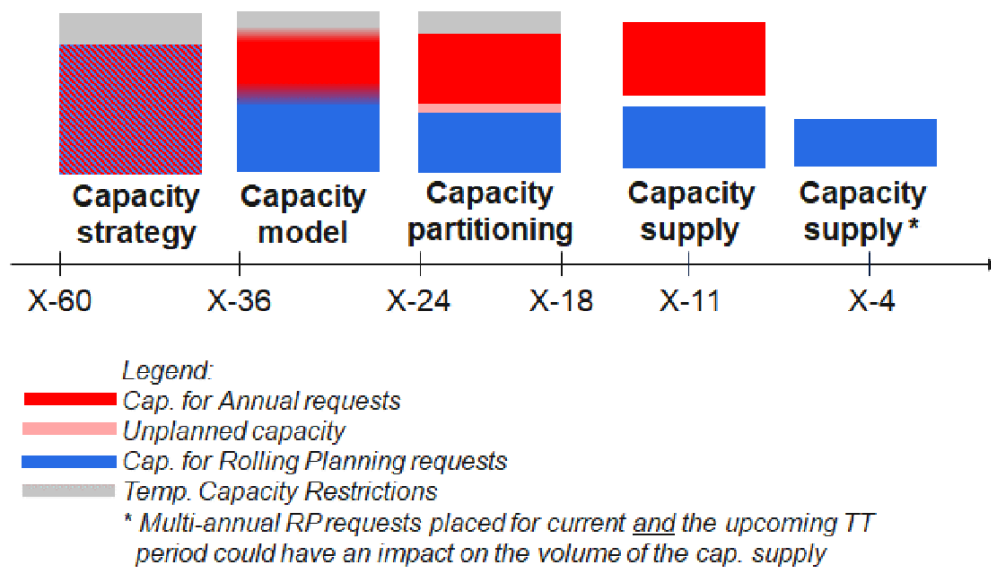 Capacity strategy
Capacity model
Capacity partitioning
Capacity supply
Capacity supply *
X-60
X-36
X-24
X-18
X-11
X-4
Legend:
Cap. for Annual requests
Unplanned capacity
Cap. for Rolling Planning requests
Temp. Capacity Restrictions
* Multi-annual RP requests placed for current and the upcoming TT
period could have an impact on the volume of the cap. supply